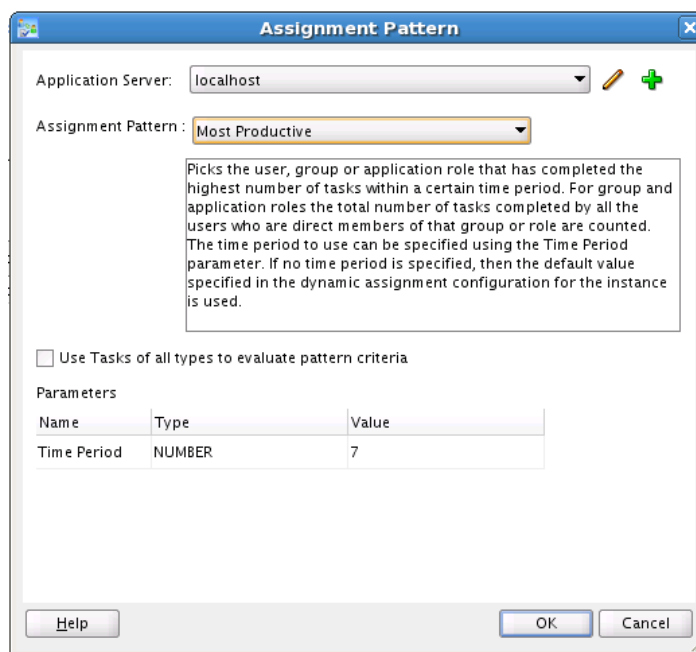 Assignment Pattern
Application Server:
localhost
Assignment Pattern :
Most Productive
Picks the user, group or application role that has completed the
highest number of tasks within a certain time period. For group and
application roles the total number of tasks completed by all the
users who are direct members of that group or role are counted.
The time period to use can be specified using the Time Period
parameter. If no time period is specified, then the default value
specified in the dynamic assignment configuration for the instance
is used.
Use Tasks of all types to evaluate pattern criteria
Parameters
Name Type Value
Time Period NUMBER 7
Help OK Cancel